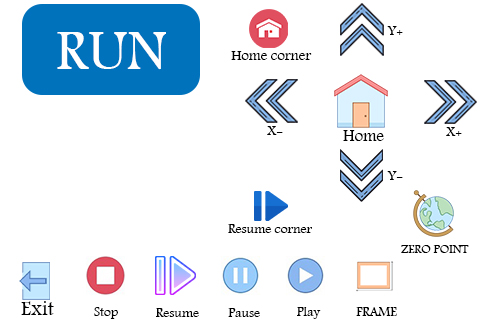 RUN
Home corner
Y+
X-
Home
X+
Y-
Resume corner
ZERO POINT
Exit
Stop
Resume
Pause
Play
FRAME